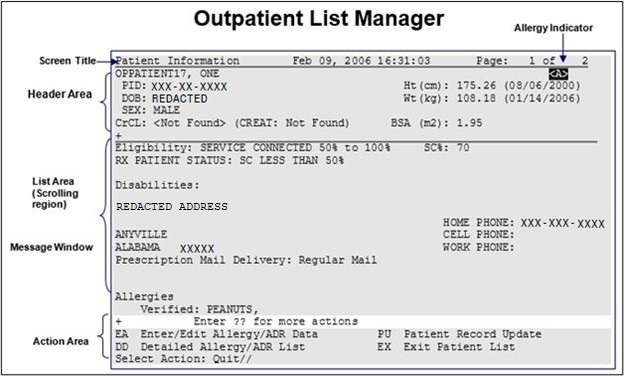 Outpatient List Manager
Allergy Indicator
Screen Title
Patient Information Feb 09, 2006 16:31:03 Page: 1 of 2
<A>
OPPATIENT17, ONE
Header Area
PID: XXX-XX-XXXX Ht(cm): 175.26 (08/06/2000)
DOB: REDACTED Wt(kg): 108.18 (01/14/2006)
SEX: MALE
CrCL: <Not Found> (CREAT: Not Found) BSA (m2): 1.95
+
Eligibility: SERVICE CONNECTED 50% to 100% SC%: 70
RX PATIENT STATUS: SC LESS THAN 50%
List Area
(Scrolling
region)
Disabilities:
REDACTED ADDRESS
HOME PHONE: XXX-XXX-XXXX
ANYVILLE CELL PHONE:
Message Window
ALABAMA XXXXX WORK PHONE:
Prescription Mail Delivery: Regular Mail
Allergies
Verified: PEANUTS,
+ Enter ?? for more actions
Action Area
EA Enter/Edit Allergy/ADR Data PU Patient Record Update
DD Detailed Allergy/ADR List EX Exit Patient List
Select Action: Quit//